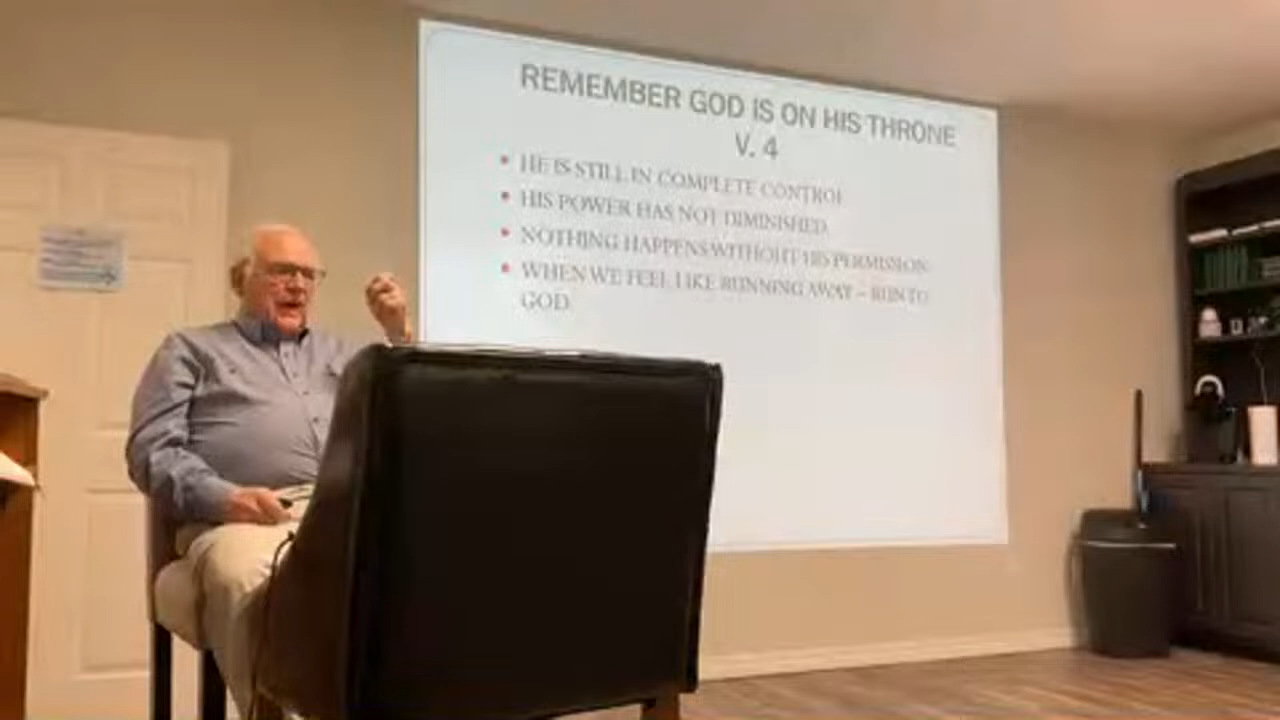 REMEMBER GOD IS ON HIS THRONE
V. 4
• HE IS STILL IN COMPLETE CONTROL
• HIS POWER HAS NOT DIMINISHED
• NOTHING HAPPENS WITHOUT HIS PERMISSION
• WHEN WE FEEL LIKE RUNNING AWAY – RUN TO
GOD